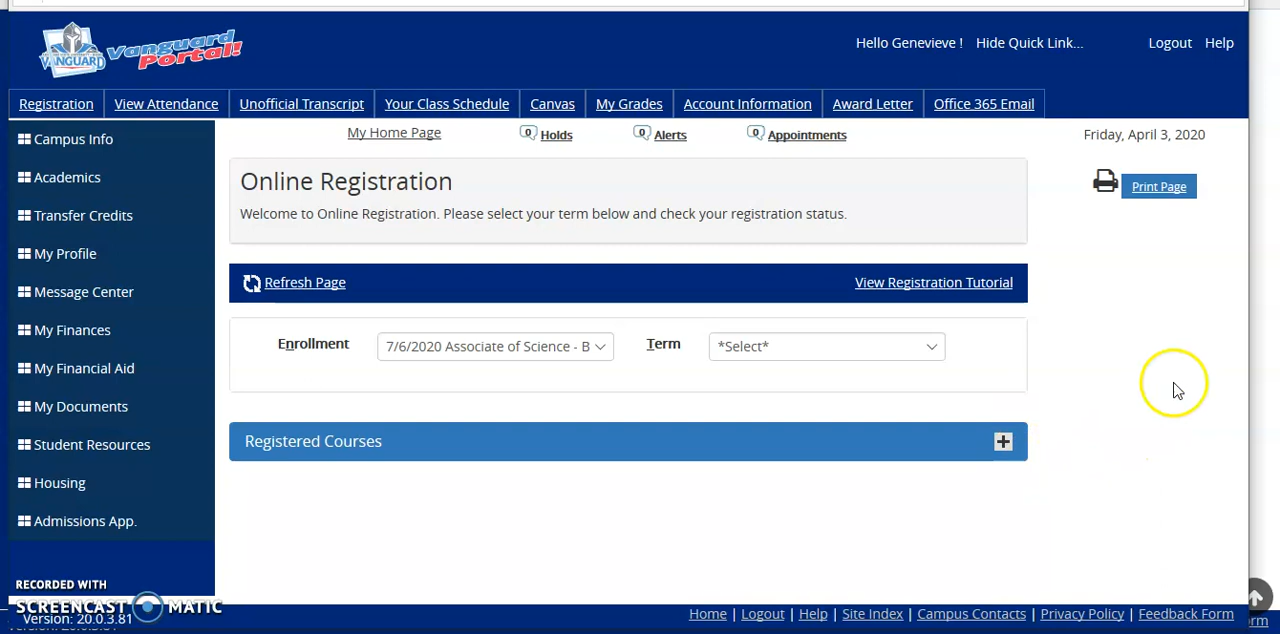 VANGUARD Vanguard Portal!
Hello Genevieve ! Hide Quick Link... Logout Help
Registration View Attendance Unofficial Transcript Your Class Schedule Canvas My Grades Account Information Award Letter Office 365 Email
My Home Page 0 Holds 0 Alerts 0 Appointments Friday, April 3, 2020
Campus Info
Academics
Transfer Credits
My Profile
Message Center
My Finances
My Financial Aid
My Documents
Student Resources
Housing
Admissions App.
Online Registration
Welcome to Online Registration. Please select your term below and check your registration status.
Print Page
Refresh Page View Registration Tutorial
Enrollment 7/6/2020 Associate of Science - B Term *Select*
Registered Courses
RECORDED WITH
SCREENCAST MATIC
Version: 20.0.3.81
Home | Logout | Help | Site Index | Campus Contacts | Privacy Policy | Feedback Form